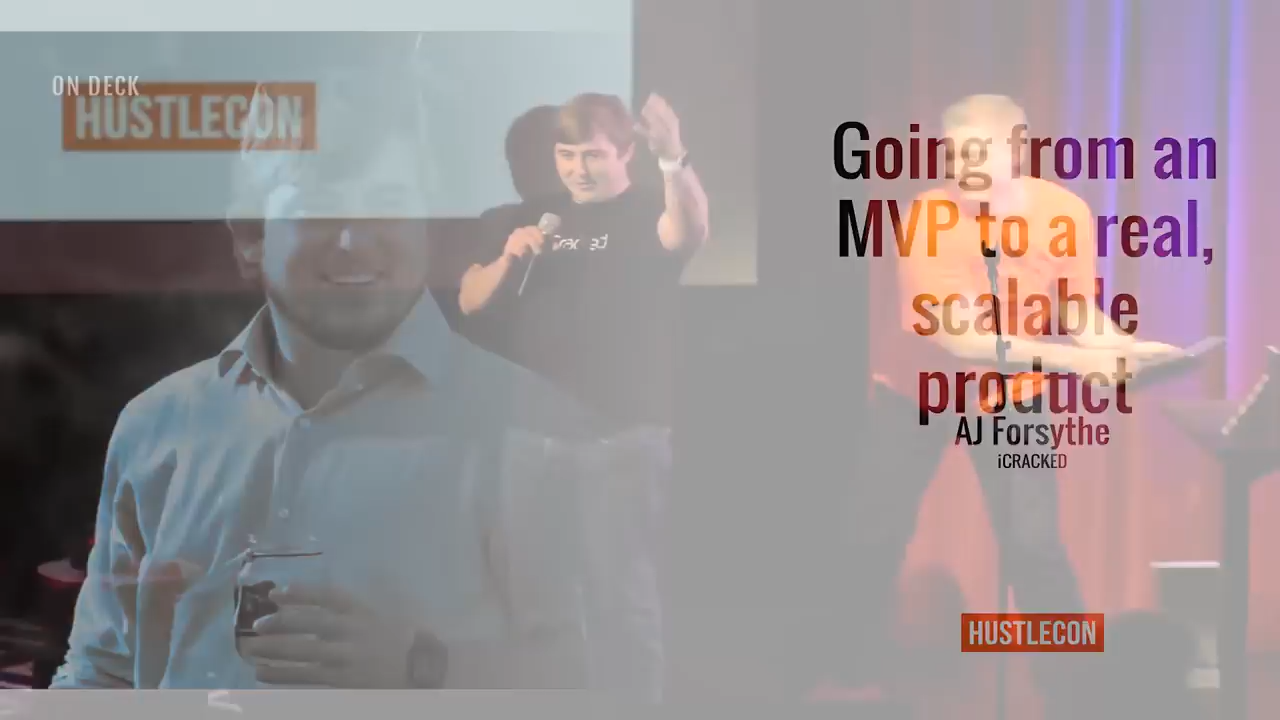 ON DECK
HUSTLECON
Going from an
MVP to a real,
scalable
product
AJ Forsythe
iCRACKED
HUSTLECON